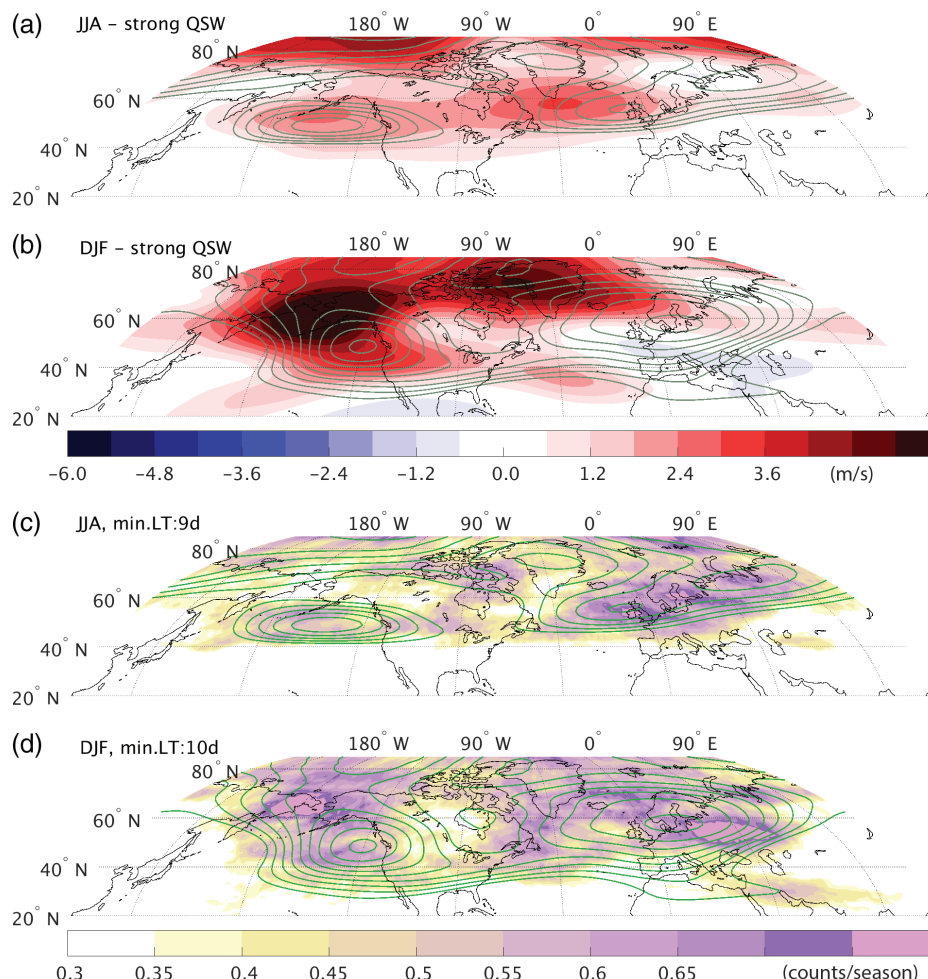 (a)
JJA – strong QSW
180° W 90° W 0° 90° E
80° N
60° N
40° N
20° N
(b)
DJF – strong QSW
180° W 90° W 0° 90° E
80° N
60° N
40° N
20° N
−6.0 −4.8 −3.6 −2.4 −1.2 0.0 1.2 2.4 3.6 (m/s)
(c)
JJA, min.LT:9d
180° W 90° W 0° 90° E
80° N
60° N
40° N
20° N
(d)
DJF, min.LT:10d
180° W 90° W 0° 90° E
80° N
60° N
40° N
20° N
0.3 0.35 0.4 0.45 0.5 0.55 0.6 0.65 (counts/season)